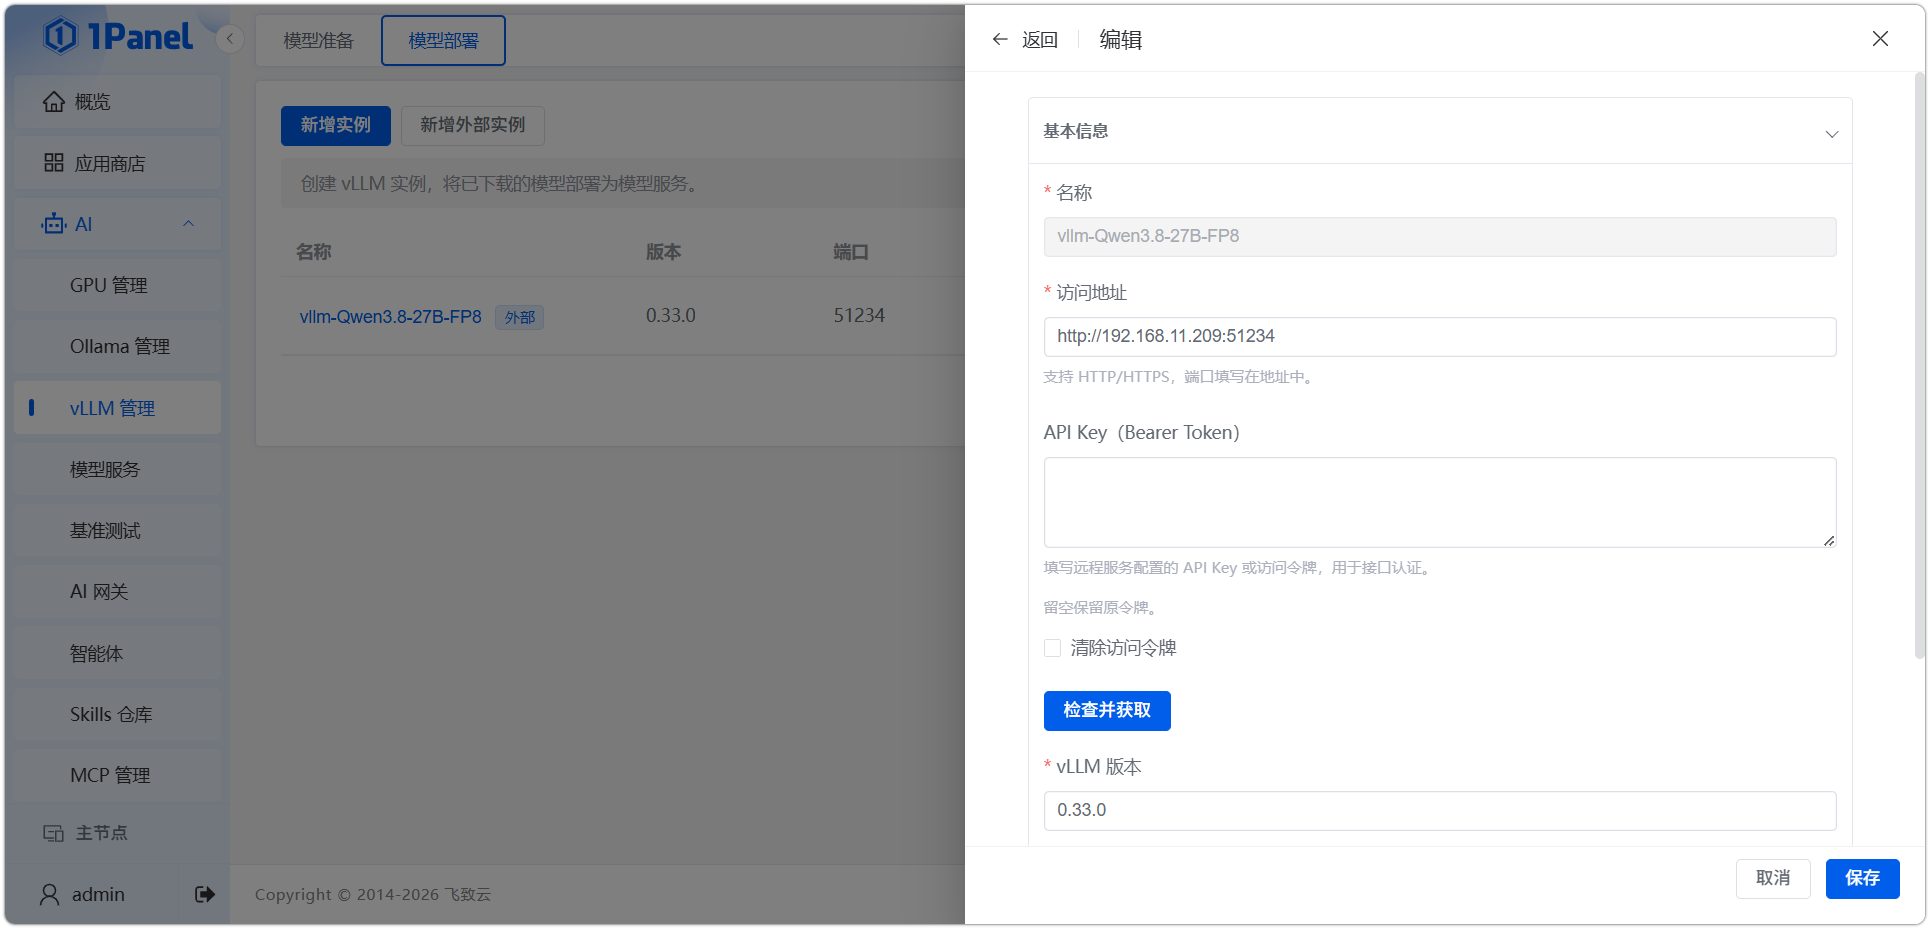 1Panel
概览
应用商店
AI
GPU 管理
Ollama 管理
vLLM 管理
模型服务
基准测试
AI 网关
智能体
Skills 仓库
MCP 管理
主节点
admin
模型准备
模型部署
新增实例
新增外部实例
创建 vLLM 实例，将已下载的模型部署为模型服务。
名称 版本 端口
vllm-Qwen3.8-27B-FP8 外部 0.33.0 51234
Copyright © 2014-2026 飞致云
返回 编辑
基本信息
* 名称
vllm-Qwen3.8-27B-FP8
* 访问地址
http://192.168.11.209:51234
支持 HTTP/HTTPS，端口填写在地址中。
API Key（Bearer Token）
填写远程服务配置的 API Key 或访问令牌，用于接口认证。
留空保留原令牌。
清除访问令牌
检查并获取
* vLLM 版本
0.33.0
取消
保存